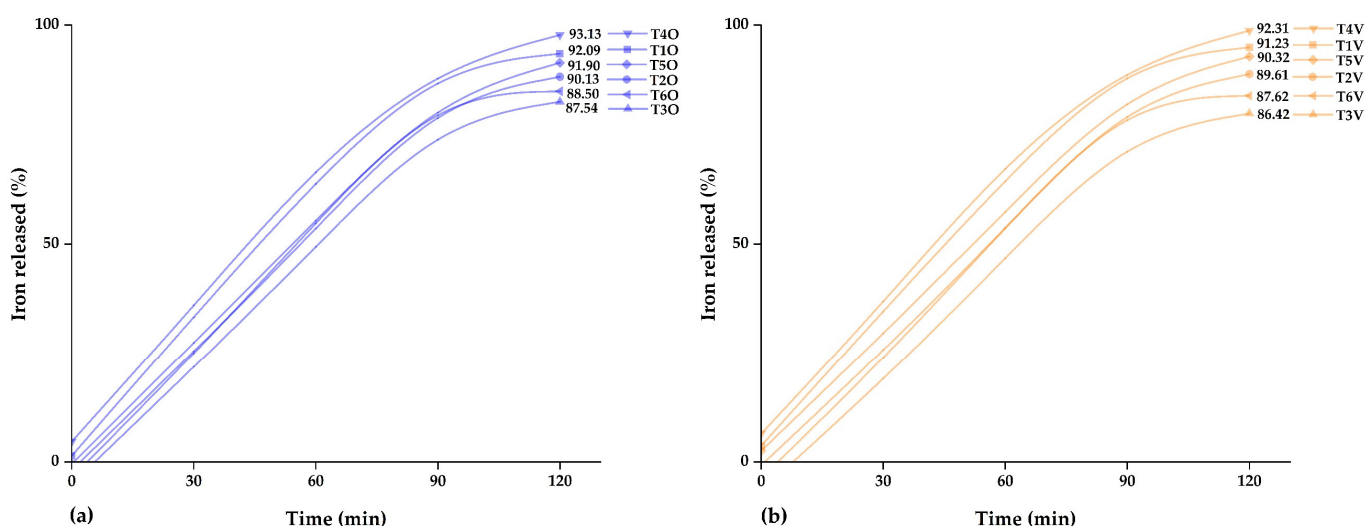 100
50
0
Iron released (%)
0 30 60 90 120
Time (min)
(a)
93.13 T4O
92.09 T1O
91.90 T5O
90.13 T2O
88.50 T6O
87.54 T3O
100
50
0
Iron released (%)
0 30 60 90 120
Time (min)
(b)
92.31 T4V
91.23 T1V
90.32 T5V
89.61 T2V
87.62 T6V
86.42 T3V